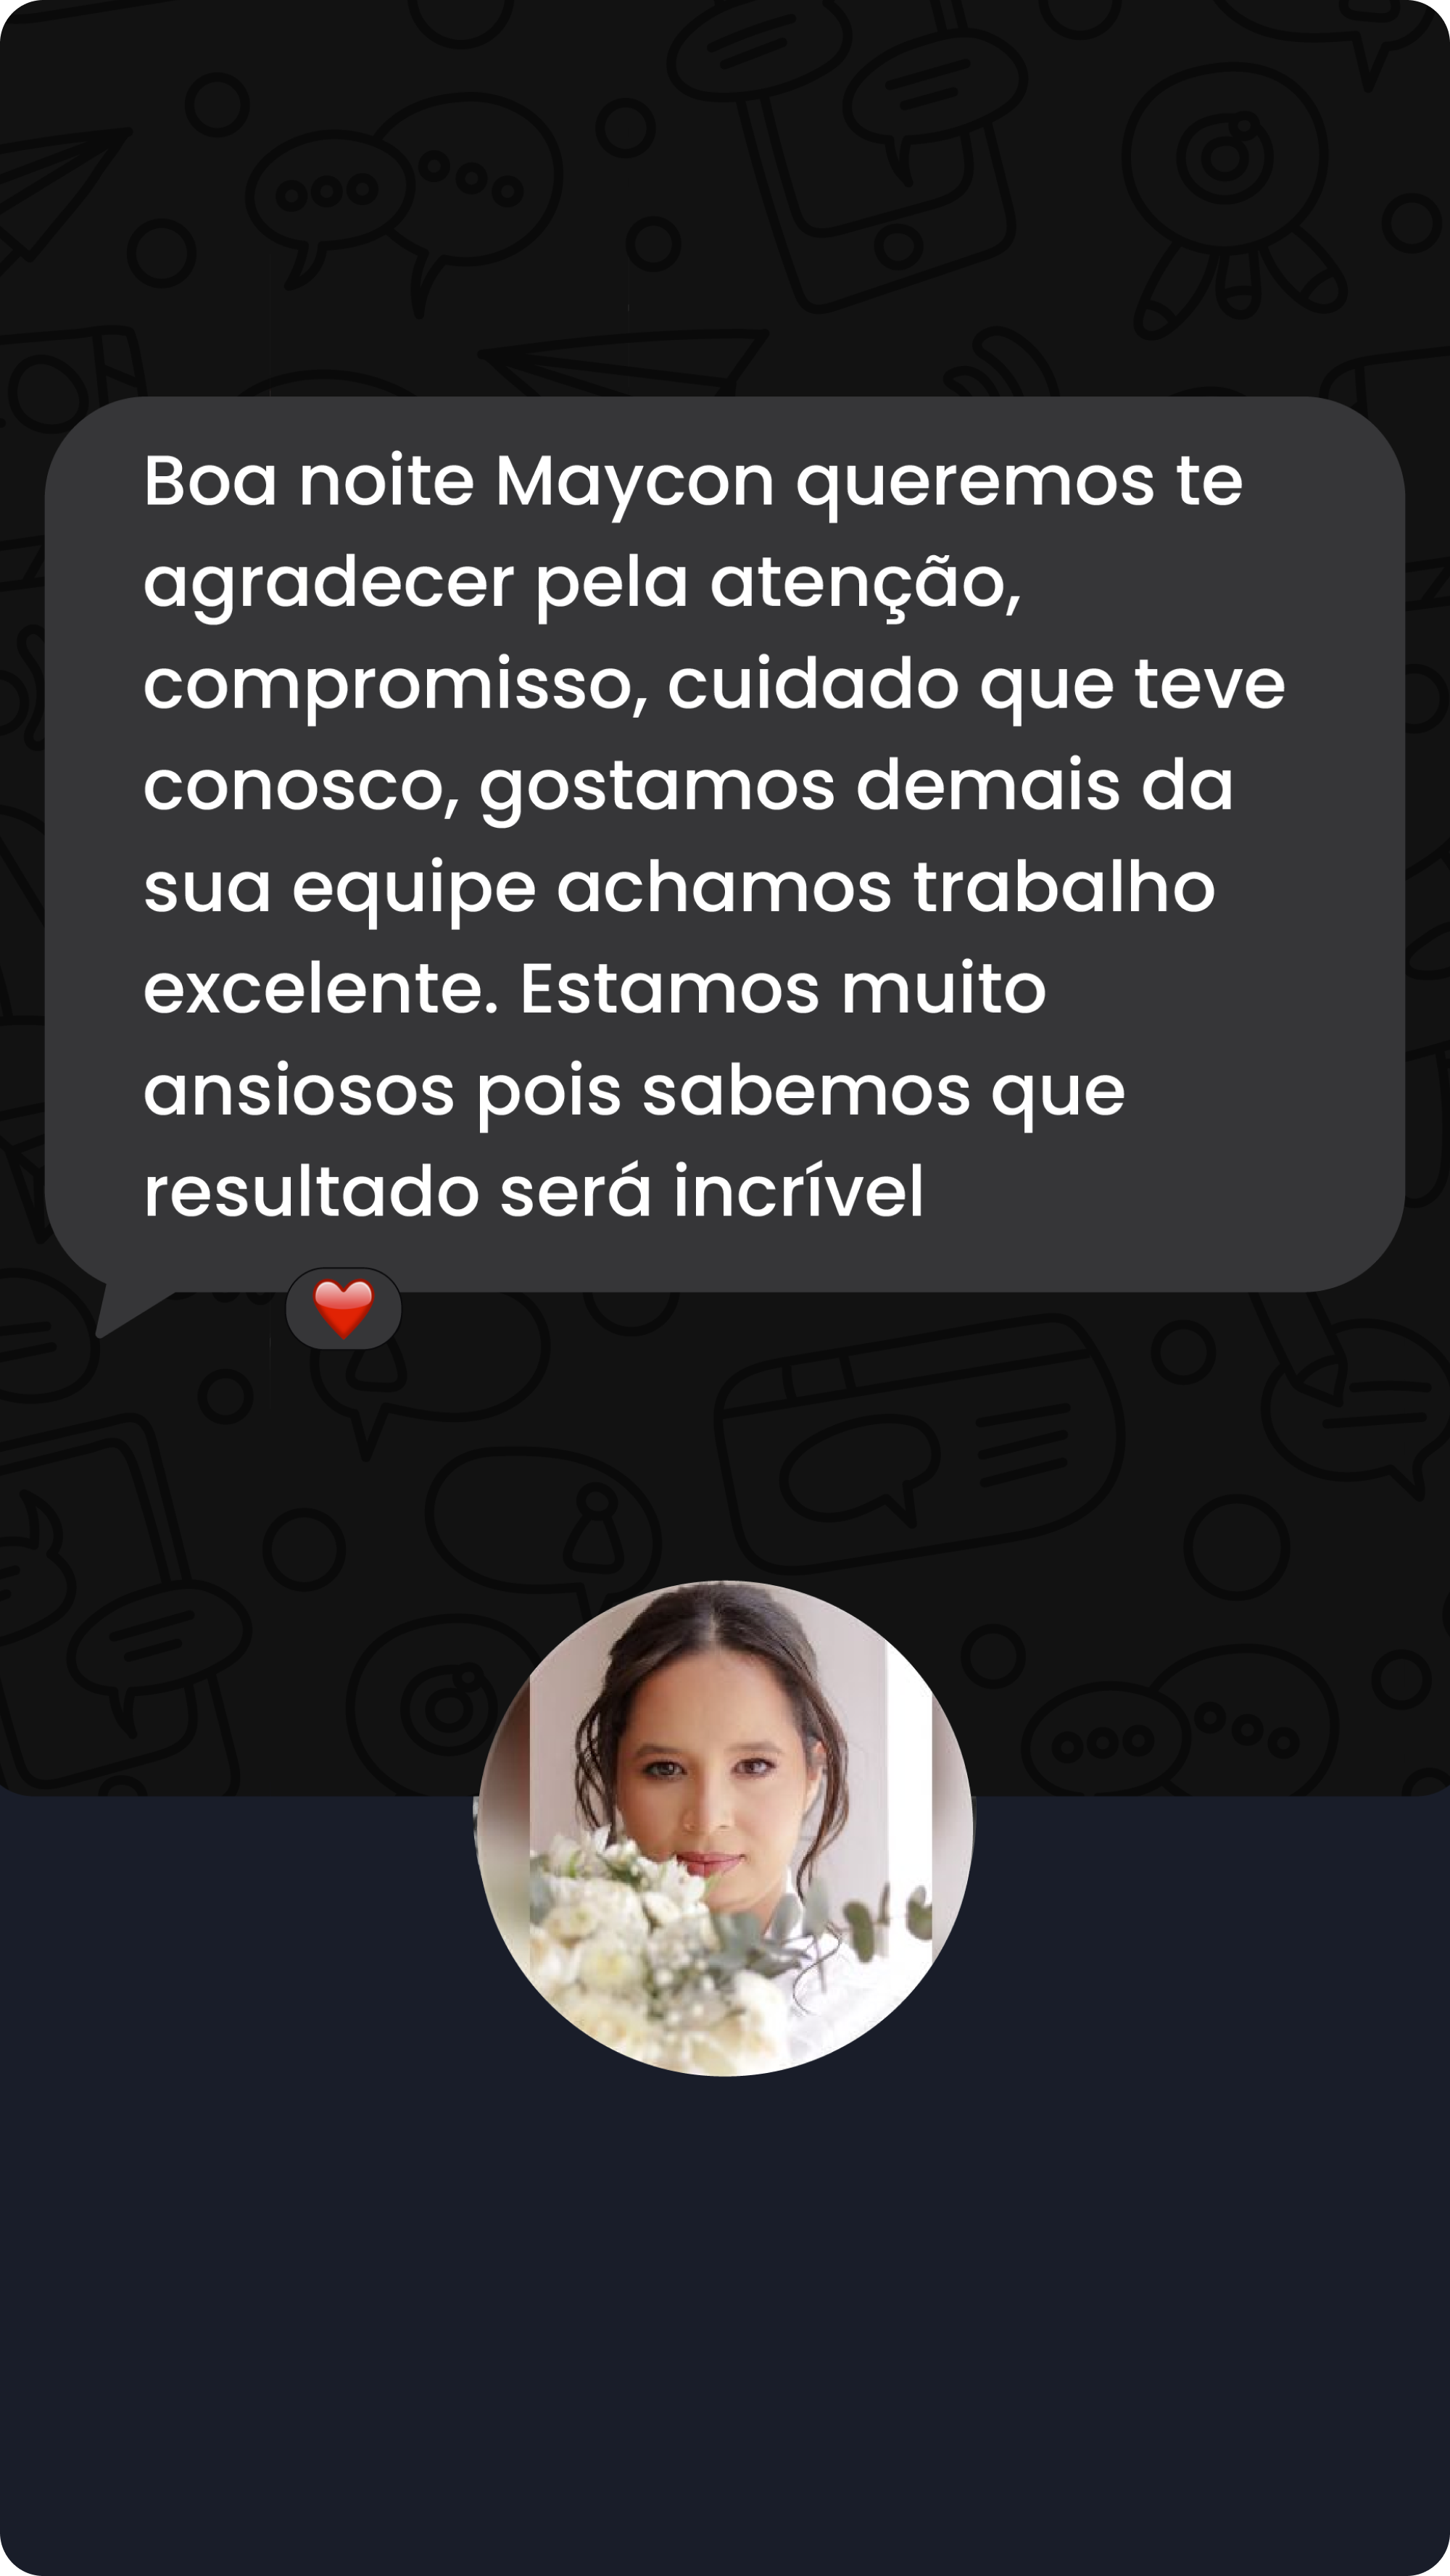 Boa noite Maycon queremos te
agradecer pela atenção,
compromisso, cuidado que teve
conosco, gostamos demais da
sua equipe achamos trabalho
excelente. Estamos muito
ansiosos pois sabemos que
resultado será incrível